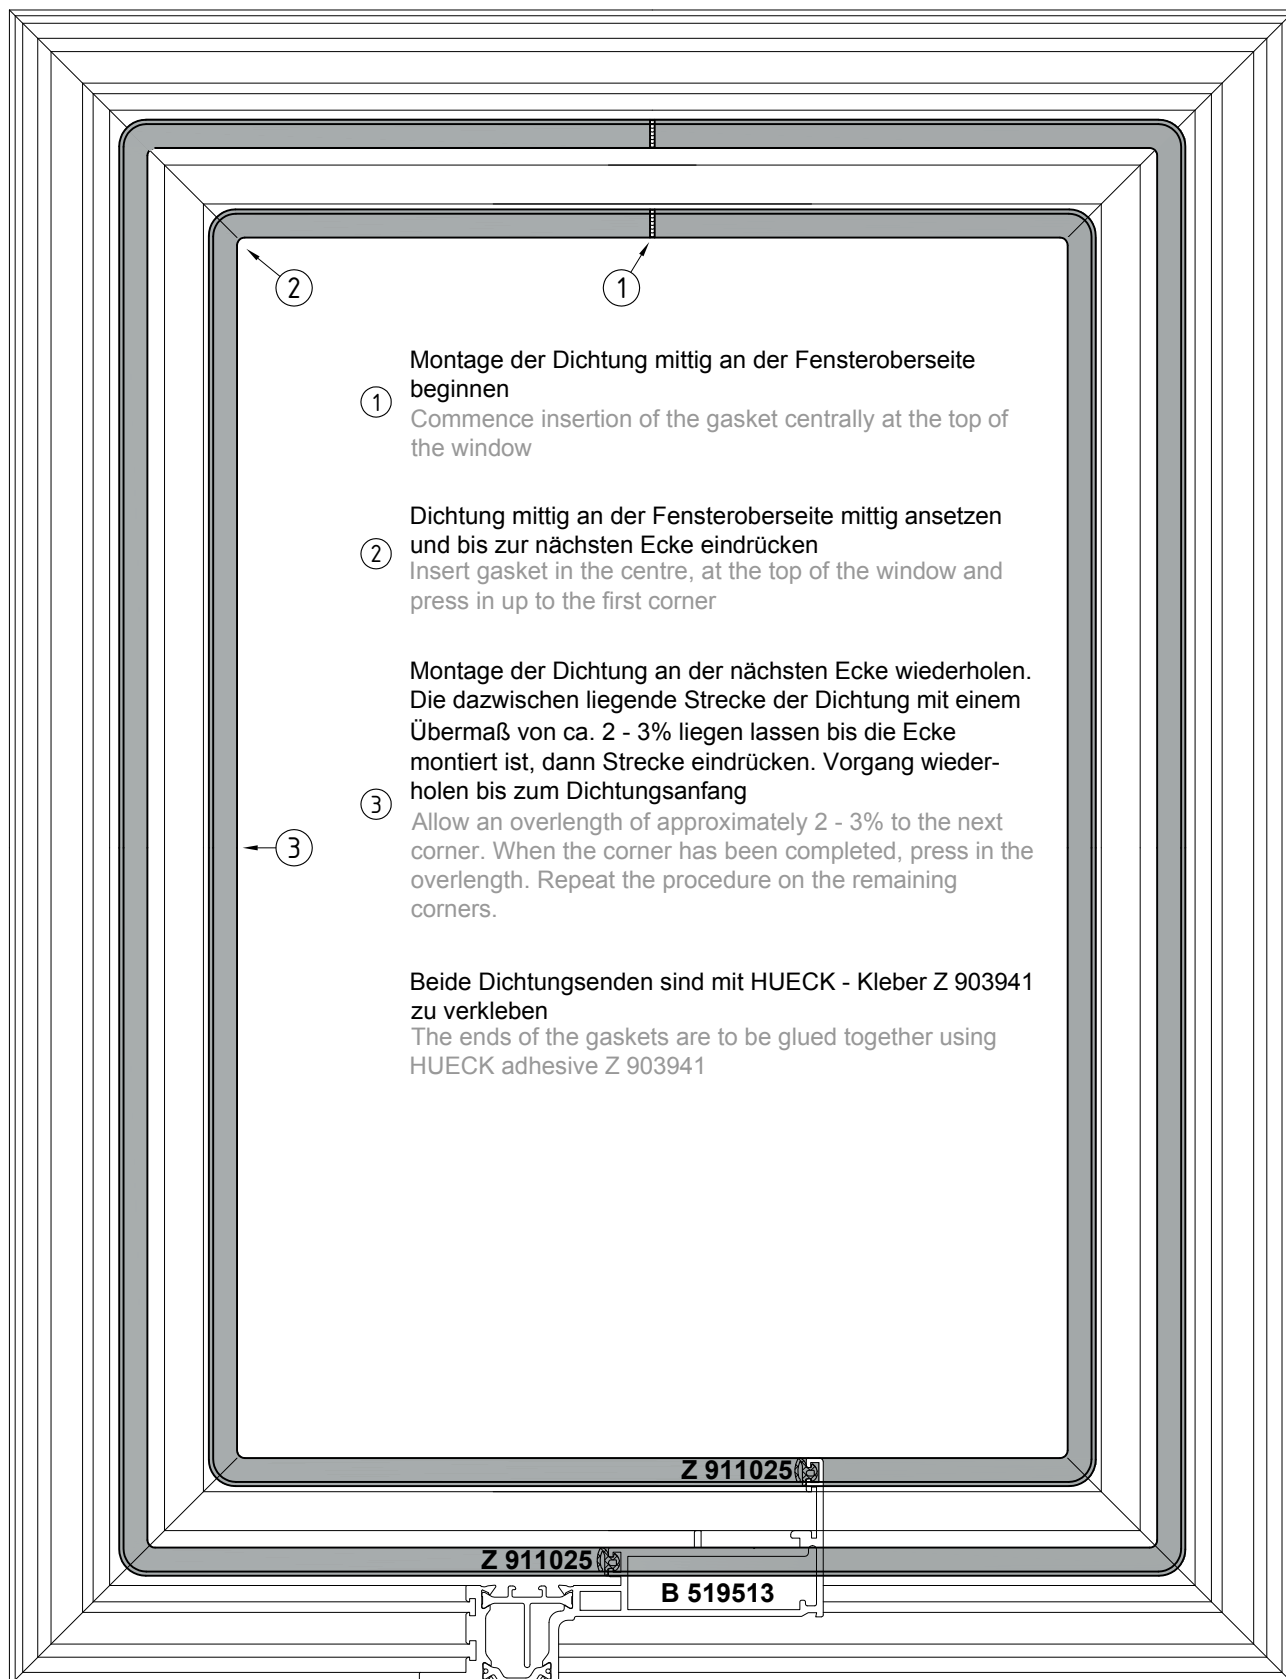 2
1
Montage der Dichtung mittig an der Fensteroberseite
beginnen
1
Commence insertion of the gasket centrally at the top of
the window
Dichtung mittig an der Fensteroberseite mittig ansetzen
und bis zur nächsten Ecke eindrücken
2
Insert gasket in the centre, at the top of the window and
press in up to the first corner
Montage der Dichtung an der nächsten Ecke wiederholen.
Die dazwischen liegende Strecke der Dichtung mit einem
Übermaß von ca. 2 - 3% liegen lassen bis die Ecke
montiert ist, dann Strecke eindrücken. Vorgang wieder-
holen bis zum Dichtungsanfang
3
Allow an overlength of approximately 2 - 3% to the next
corner. When the corner has been completed, press in the
overlength. Repeat the procedure on the remaining
corners.
3
Beide Dichtungsenden sind mit HUECK - Kleber Z 903941
zu verkleben
The ends of the gaskets are to be glued together using
HUECK adhesive Z 903941
Z 911025
Z 911025
B 519513